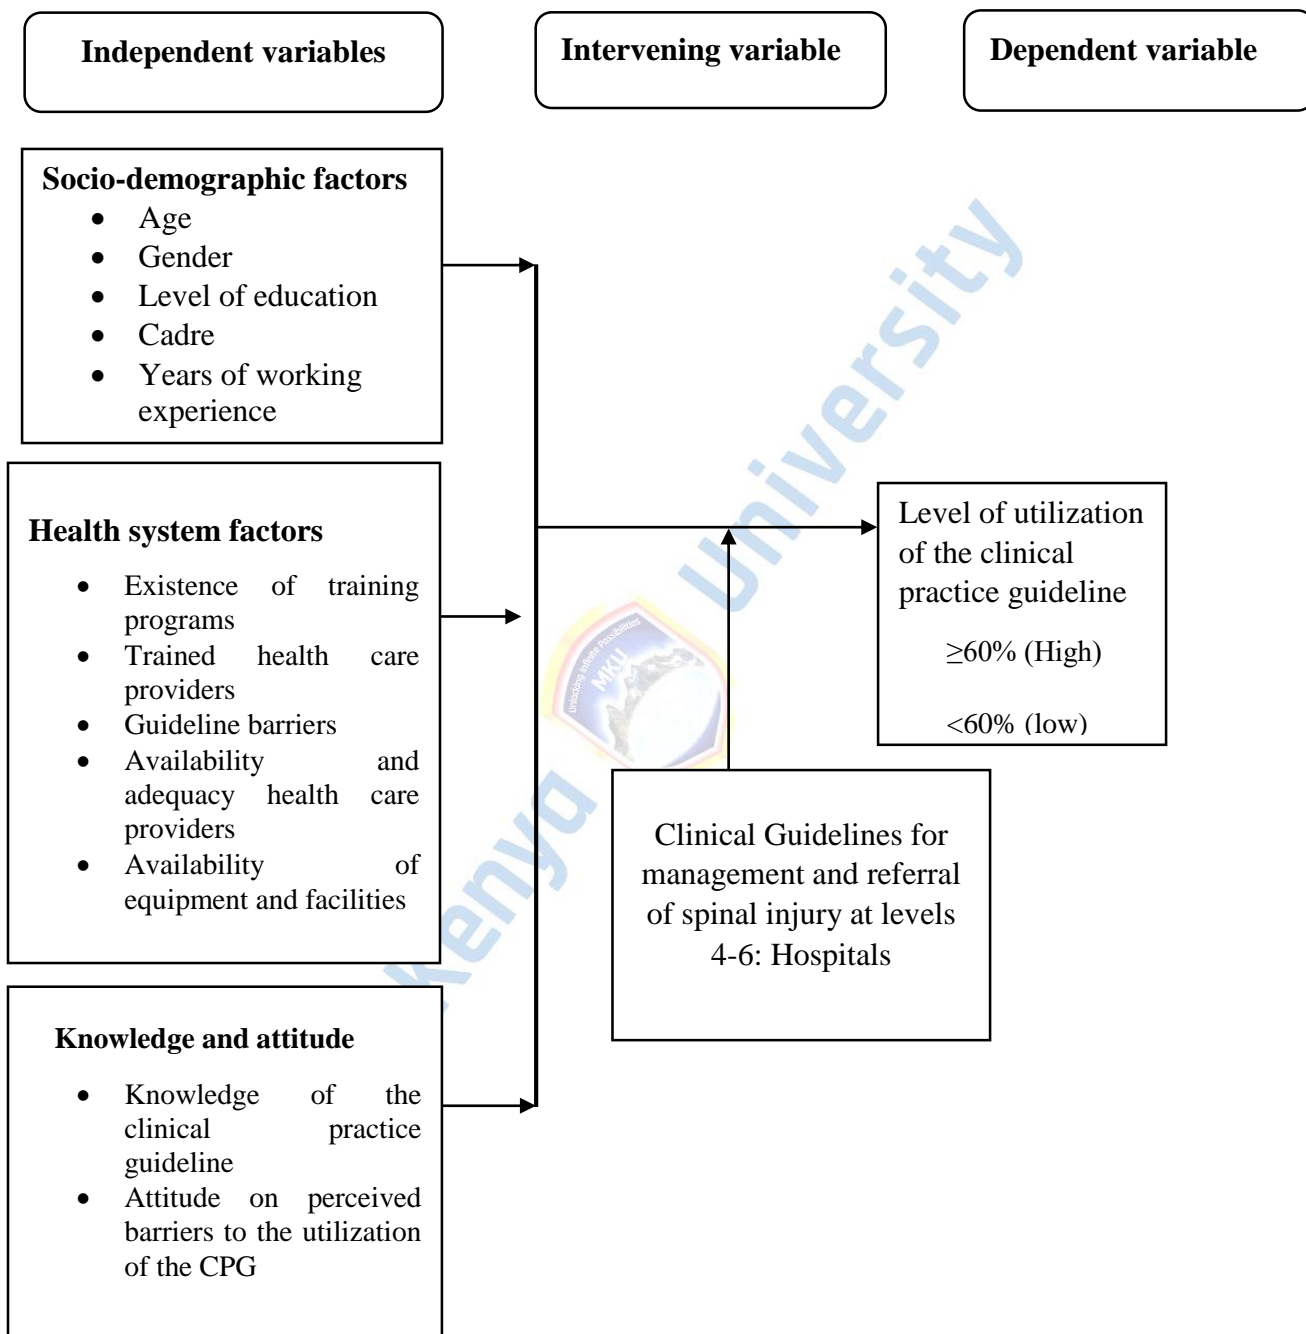 Independent variables
Intervening variable
Dependent variable
Socio-demographic factors
• Age
• Gender
• Level of education
• Cadre
• Years of working
experience
Health system factors
• Existence of training
programs
• Trained health care
providers
• Guideline barriers
• Availability and
adequacy health care
providers
• Availability of
equipment and facilities
Knowledge and attitude
• Knowledge of the
clinical practice
guideline
• Attitude on perceived
barriers to the utilization
of the CPG
Clinical Guidelines for
management and referral
of spinal injury at levels
4-6: Hospitals
Level of utilization
of the clinical
practice guideline
≥60% (High)
<60% (low)
Kenya University
Unlocking Infinite Possibilities
MKU